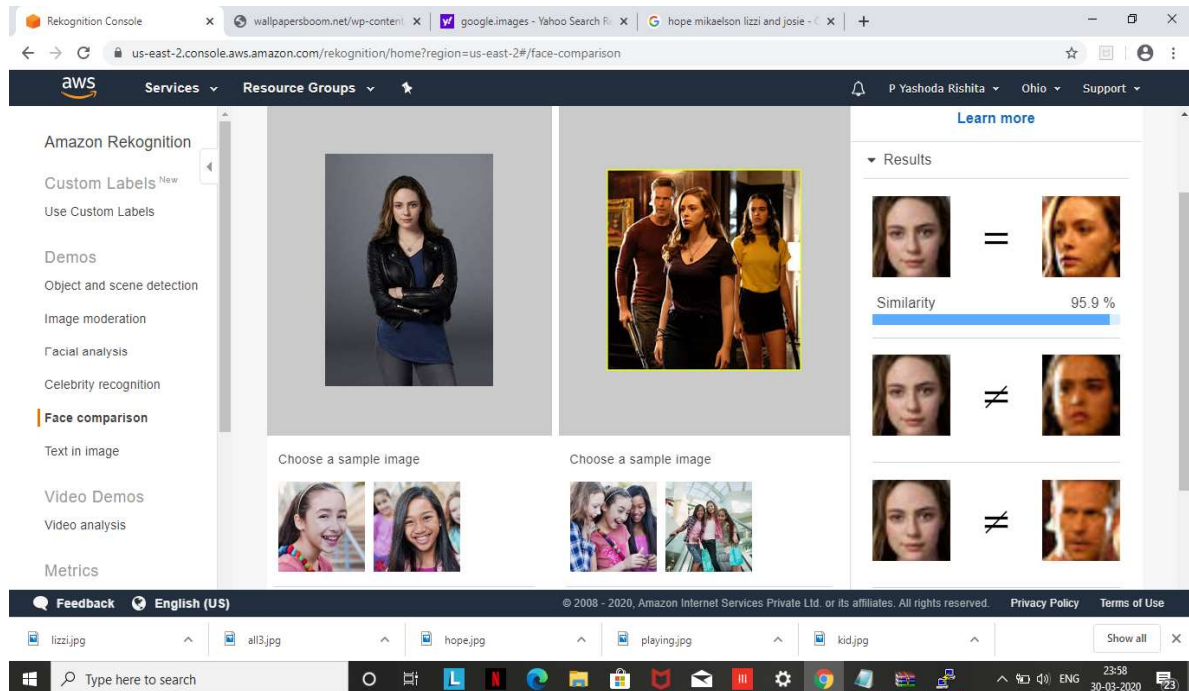 Rekognition Console
wallpapersboom.net/wp-content
google.images - Yahoo Search Re
hope mikaelson lizzi and josie -
us-east-2.console.aws.amazon.com/rekognition/home?region=us-east-2#/face-comparison
aws
Services
Resource Groups
P Yashoda Rishita
Ohio
Support
Amazon Rekognition
Custom Labels New
Use Custom Labels
Demos
Object and scene detection
Image moderation
Facial analysis
Celebrity recognition
Face comparison
Text in image
Video Demos
Video analysis
Metrics
Choose a sample image
Choose a sample image
Learn more
Results
=
Similarity 95.9 %
≠
≠
Feedback
English (US)
© 2008 - 2020, Amazon Internet Services Private Ltd. or its affiliates. All rights reserved.
Privacy Policy
Terms of Use
lizzi.jpg
all3.jpg
hope.jpg
playing.jpg
kid.jpg
Show all
Type here to search
L
N
ENG
23:58
30-03-2020
23